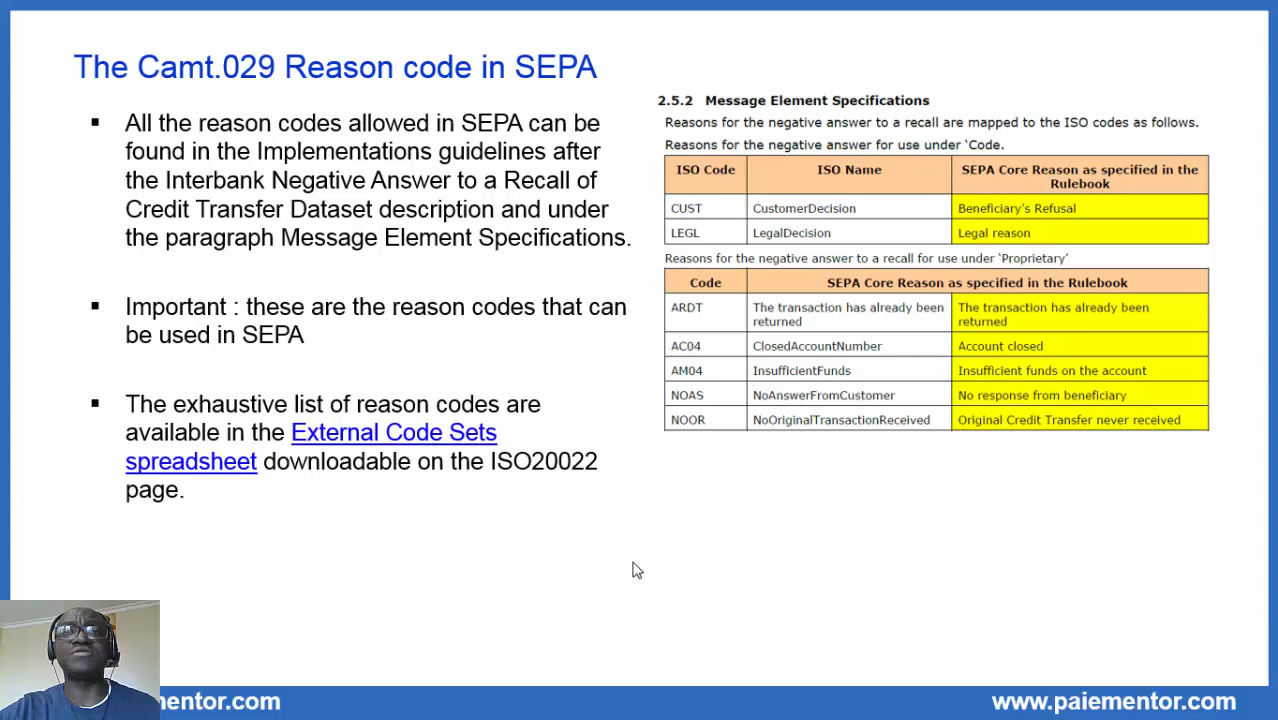 The Camt.029 Reason code in SEPA
All the reason codes allowed in SEPA can be
found in the Implementations guidelines after
the Interbank Negative Answer to a Recall of
Credit Transfer Dataset description and under
the paragraph Message Element Specifications.
Important : these are the reason codes that can
be used in SEPA
The exhaustive list of reason codes are
available in the External Code Sets
spreadsheet downloadable on the ISO20022
page.
2.5.2 Message Element Specifications
Reasons for the negative answer to a recall are mapped to the ISO codes as follows.
Reasons for the negative answer for use under ‘Code.
ISO Code ISO Name SEPA Core Reason as specified in the
Rulebook
CUST CustomerDecision Beneficiary's Refusal
LEGL LegalDecision Legal reason
Reasons for the negative answer to a recall for use under ‘Proprietary’
Code SEPA Core Reason as specified in the Rulebook
ARDT The transaction has already been The transaction has already been
returned returned
AC04 ClosedAccountNumber Account closed
AM04 InsufficientFunds Insufficient funds on the account
NOAS NoAnswerFromCustomer No response from beneficiary
NOOR NoOriginalTransactionReceived Original Credit Transfer never received
mentor.com
www.paiementor.com